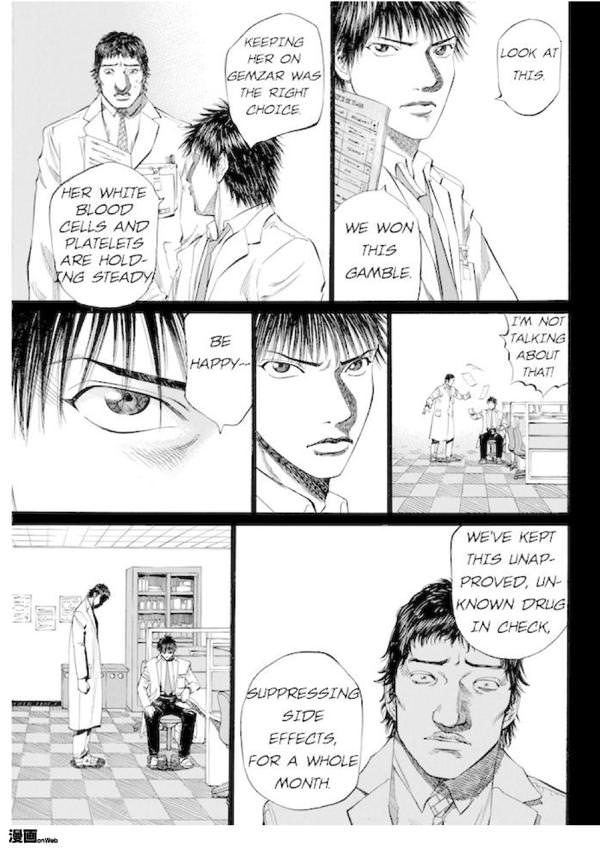 LOOK AT
THIS.
WE WON
THIS
GAMBLE.
KEEPING
HER ON
GEMZAR WAS
THE RIGHT
CHOICE.
HER WHITE
BLOOD
CELLS AND
PLATELETS
ARE HOLD-
ING STEADY!
I'M NOT
TALKING
ABOUT
THAT!
BE
HAPPY~
WE'VE KEPT
THIS UNAP-
PROVED, UN-
KNOWN DRUG
IN CHECK,
SUPPRESSING
SIDE
EFFECTS,
FOR A WHOLE
MONTH.
漫画onWeb